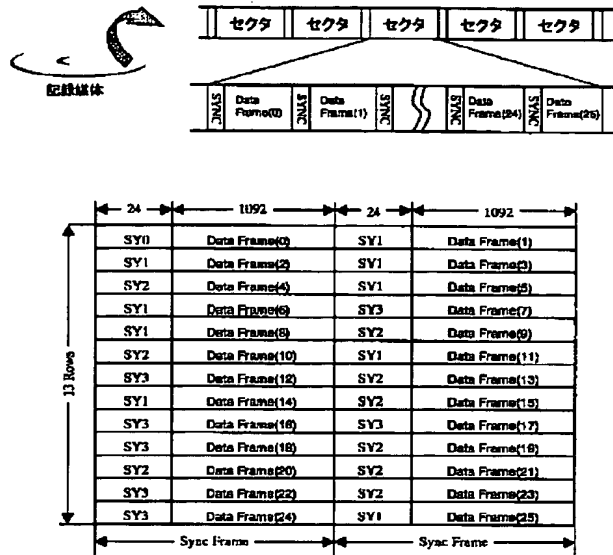 セクタ セクタ セクタ セクタ セクタ
記録媒体
SYNC Data Frame(0) SYNC Data Frame(1) SYNC SYNC Data Frame(24) SYNC Data Frame(25)
24 1092 24 1092
13 Rows
SY0 Data Frame(0) SY1 Data Frame(1)
SY1 Data Frame(2) SY1 Data Frame(3)
SY2 Data Frame(4) SY1 Data Frame(5)
SY1 Data Frame(6) SY3 Data Frame(7)
SY1 Data Frame(8) SY2 Data Frame(9)
SY2 Data Frame(10) SY1 Data Frame(11)
SY3 Data Frame(12) SY2 Data Frame(13)
SY1 Data Frame(14) SY2 Data Frame(15)
SY3 Data Frame(16) SY3 Data Frame(17)
SY3 Data Frame(18) SY2 Data Frame(19)
SY2 Data Frame(20) SY2 Data Frame(21)
SY3 Data Frame(22) SY2 Data Frame(23)
SY3 Data Frame(24) SY1 Data Frame(25)
Sync Frame Sync Frame